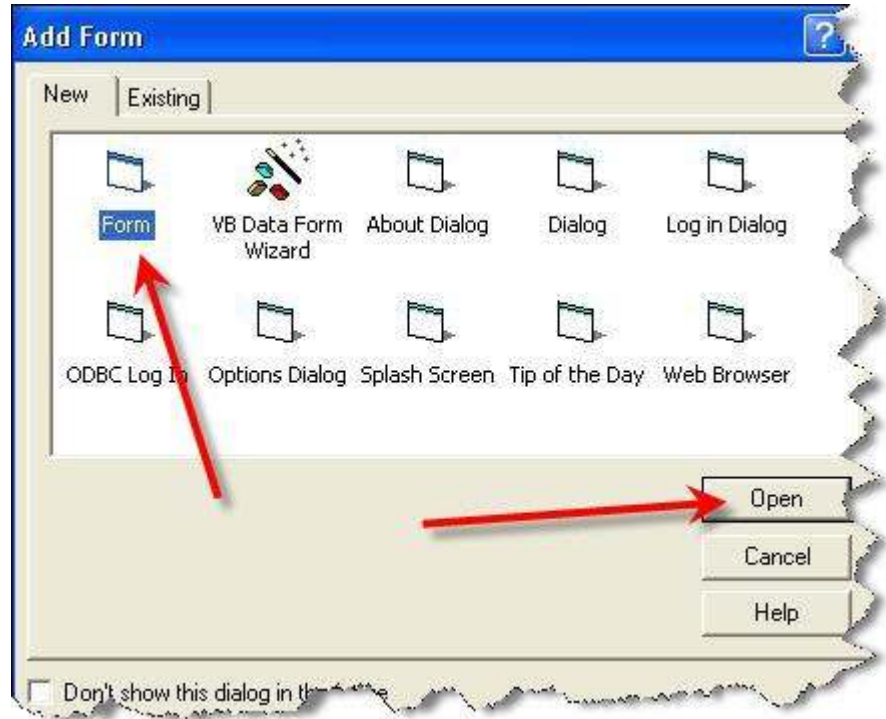 Add Form
?
New Existing
Form VB Data Form Wizard About Dialog Dialog Log in Dialog
ODBC Log In Options Dialog Splash Screen Tip of the Day Web Browser
Open
Cancel
Help
Don't show this dialog in the